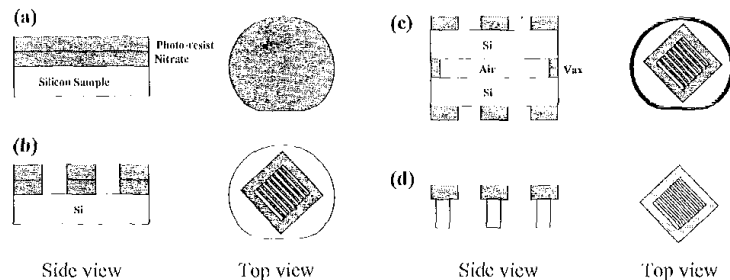 (a)
Photo-resist
Nitrate
Silicon Sample
(b)
Si
Side view
Top view
(c)
Si
Air
Vax
Si
(d)
Side view
Top view